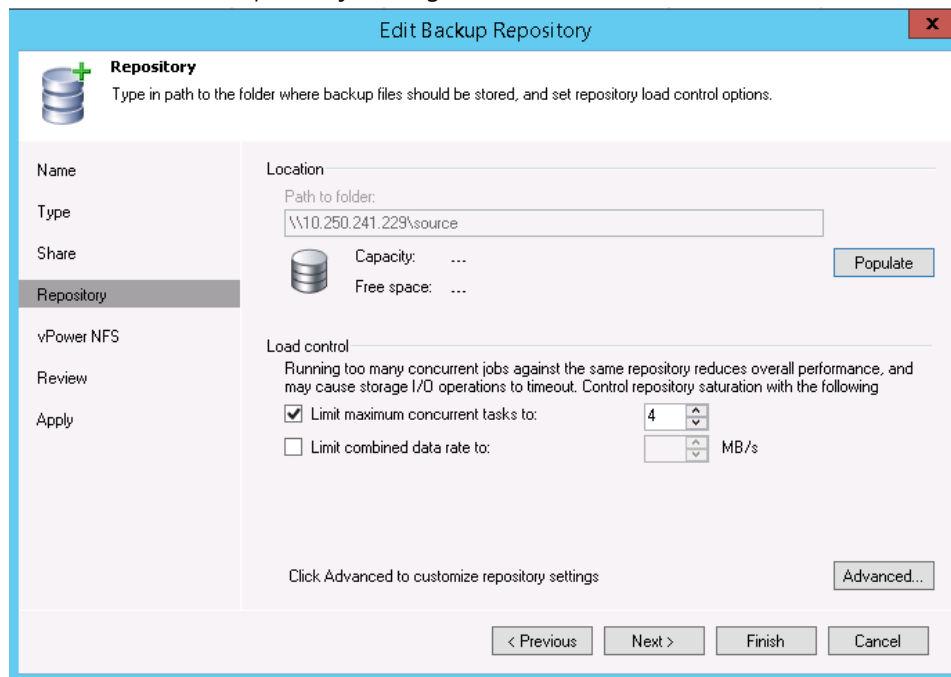 Edit Backup Repository
x
Repository
Type in path to the folder where backup files should be stored, and set repository load control options.
Name
Type
Share
Repository
vPower NFS
Review
Apply
Location
Path to folder:
\\10.250.241.229\source
Capacity: ...
Populate
Free space: ...
Load control
Running too many concurrent jobs against the same repository reduces overall performance, and
may cause storage I/O operations to timeout. Control repository saturation with the following
Limit maximum concurrent tasks to: 4
Limit combined data rate to: MB/s
Click Advanced to customize repository settings Advanced...
< Previous Next > Finish Cancel